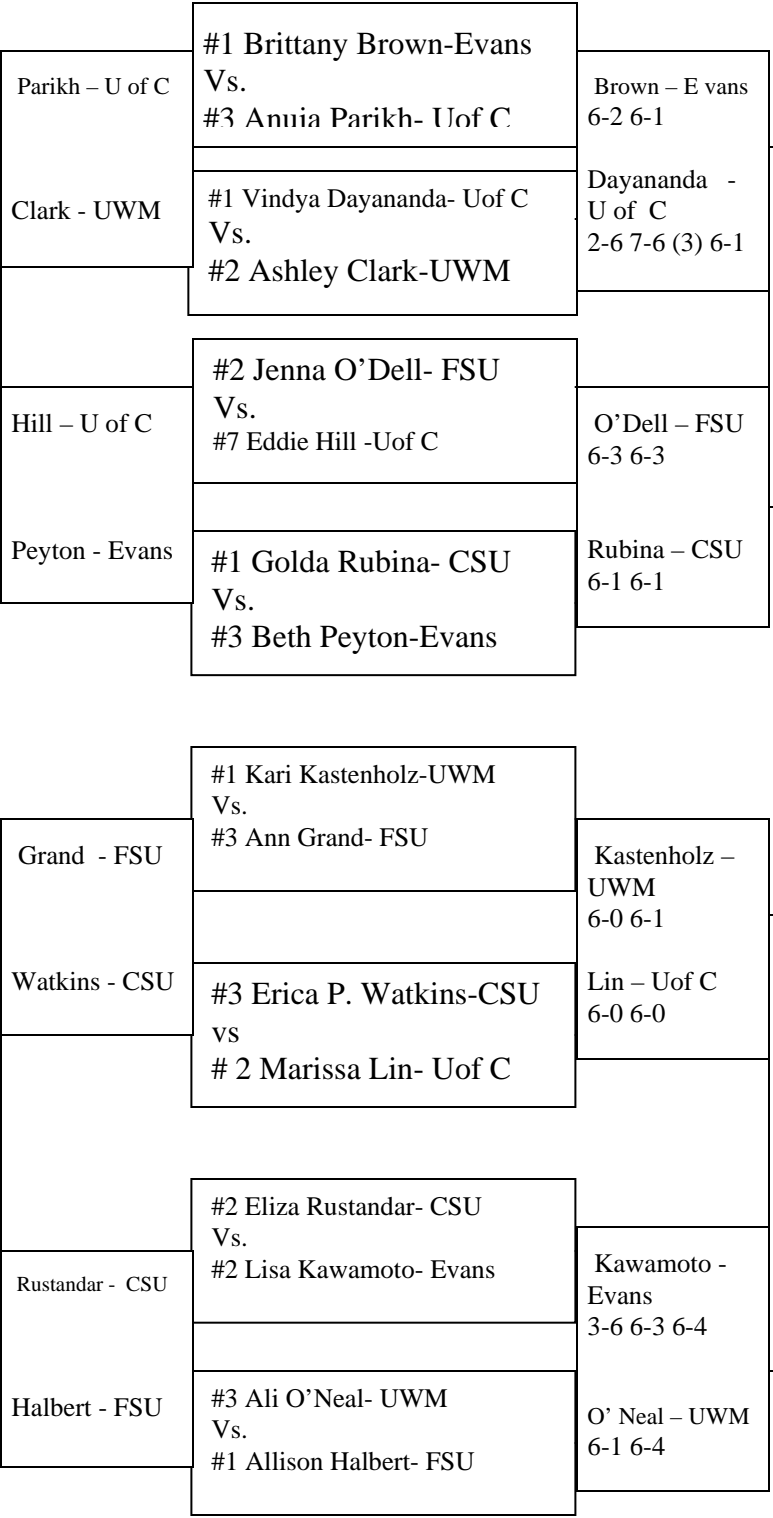 #1 Brittany Brown-Evans
Vs.
#3 Anuja Parikh- Uof C
Parikh – U of C
Clark - UWM
#1 Vindya Dayananda- Uof C
Vs.
#2 Ashley Clark-UWM
Brown – E vans
6-2 6-1
Dayananda -
U of C
2-6 7-6 (3) 6-1
#2 Jenna O’Dell- FSU
Vs.
#7 Eddie Hill -Uof C
Hill – U of C
Peyton - Evans
#1 Golda Rubina- CSU
Vs.
#3 Beth Peyton-Evans
O’Dell – FSU
6-3 6-3
Rubina – CSU
6-1 6-1
#1 Kari Kastenholz-UWM
Vs.
#3 Ann Grand- FSU
Grand - FSU
Watkins - CSU
#3 Erica P. Watkins-CSU
vs
# 2 Marissa Lin- Uof C
Kastenholz –
UWM
6-0 6-1
Lin – Uof C
6-0 6-0
#2 Eliza Rustandar- CSU
Vs.
#2 Lisa Kawamoto- Evans
Rustandar - CSU
Halbert - FSU
#3 Ali O’Neal- UWM
Vs.
#1 Allison Halbert- FSU
Kawamoto -
Evans
3-6 6-3 6-4
O’ Neal – UWM
6-1 6-4